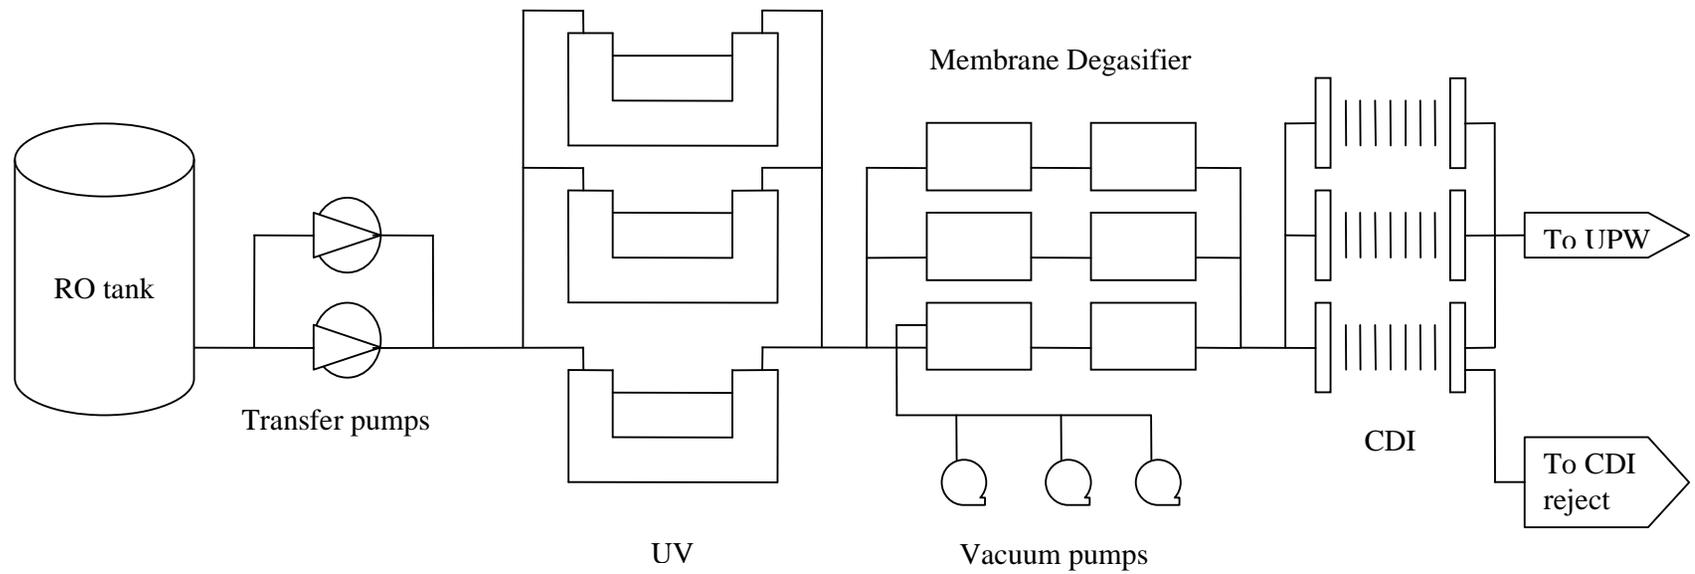 Membrane Degasifier
To UPW
RO tank
Transfer pumps
CDI
To CDI
reject
UV
Vacuum pumps